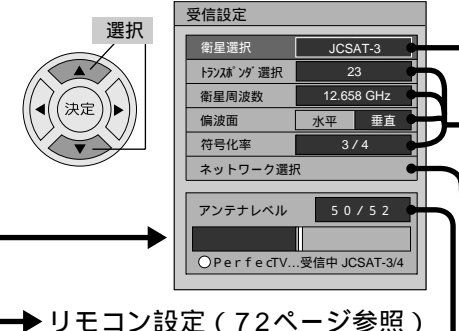 選択
決定
受信設定
衛星選択 JCSAT-3
ﾄﾗﾝｽﾎﾟﾝﾀﾞ選択 23
衛星周波数 12.658 GHz
偏波面 水平 垂直
符号化率 3/4
ネットワーク選択
アンテナレベル 50/52
○PerfecTV…受信中 JCSAT-3/4
リモコン設定(72ページ参照)